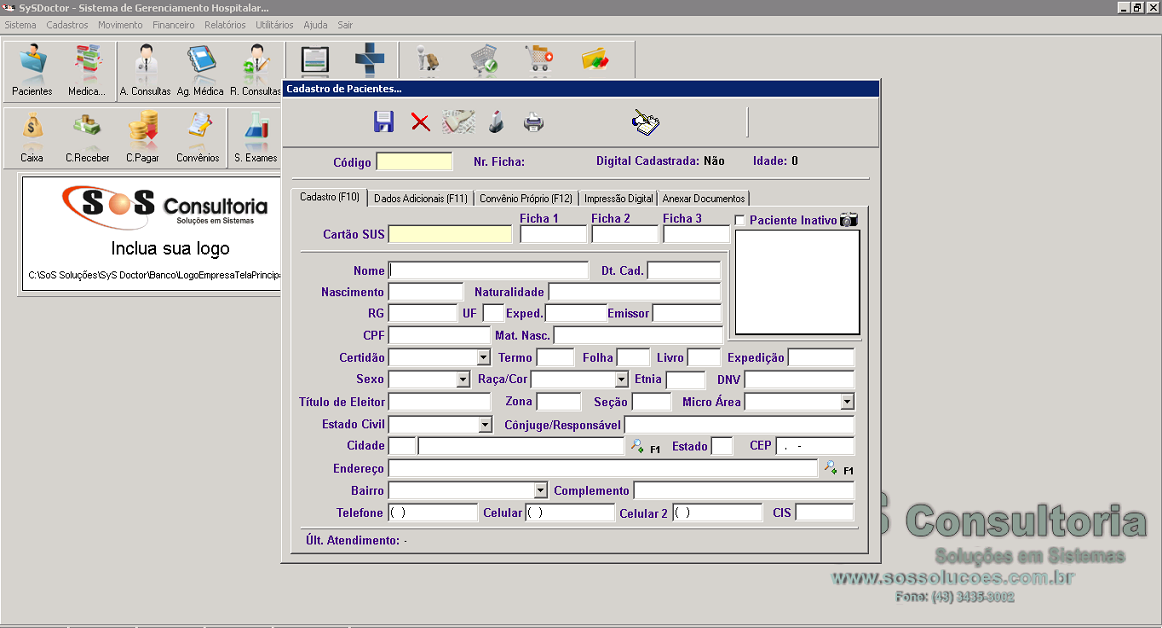 SySDoctor - Sistema de Gerenciamento Hospitalar...
Sistema Cadastros Movimento Financeiro Relatórios Utilitários Ajuda Sair
Pacientes Medica... A. Consultas Ag. Médica R. Consultas
Caixa C.Receber C.Pagar Convênios S. Exames
SoS Consultoria
Soluções em Sistemas
Inclua sua logo
C:\SoS Soluções\SyS Doctor\Banco\LogoEmpresaTelaPrincip
Cadastro de Pacientes...
Código Nr. Ficha: Digital Cadastrada: Não Idade: 0
Cadastro (F10) Dados Adicionais (F11) Convênio Próprio (F12) Impressão Digital Anexar Documentos
Ficha 1 Ficha 2 Ficha 3 Paciente Inativo
Cartão SUS
Nome Dt. Cad.
Nascimento Naturalidade
RG UF Exped. Emissor
CPF Mat. Nasc.
Certidão Termo Folha Livro Expedição
Sexo Raça/Cor Etnia DNV
Título de Eleitor Zona Seção Micro Área
Estado Civil Cônjuge/Responsável
Cidade F1 Estado CEP . -
Endereço F1
Bairro Complemento
Telefone ( ) Celular ( ) Celular 2 ( ) CIS
Últ. Atendimento: -
S Consultoria
Soluções em Sistemas
www.sossolucoes.com.br
Fone: (43) 3435-3002